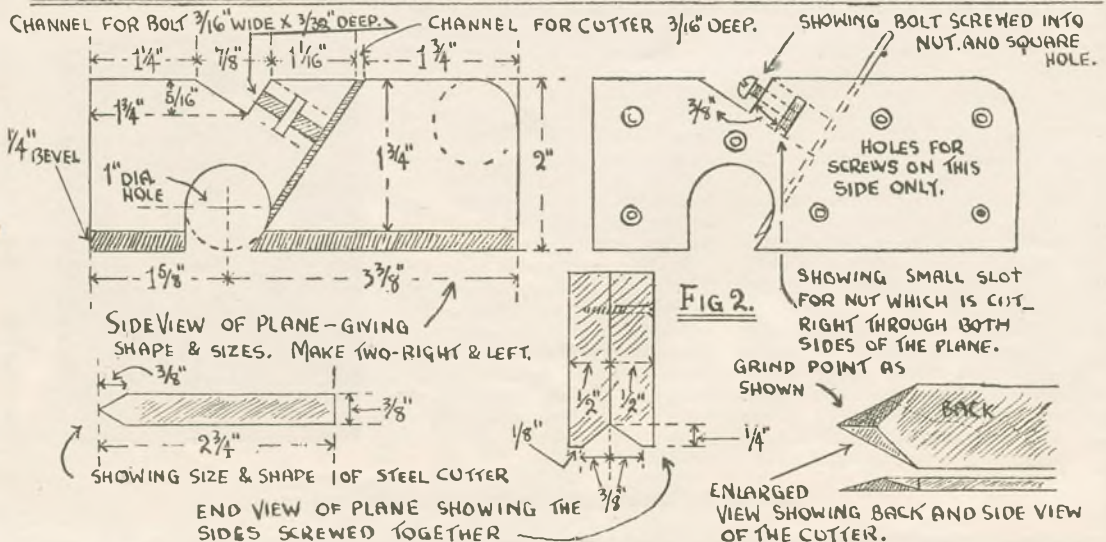 CHANNEL FOR BOLT 3/16" WIDE X 3/32" DEEP.
CHANNEL FOR CUTTER 3/16" DEEP.
SHOWING BOLT SCREWED INTO
NUT. AND SQUARE
HOLE.
1 1/4"
7/8"
1 1/16"
1 3/4"
5/16"
1 3/4"
1/4"
BEVEL
1"
DIA
HOLE
1 3/4"
2"
1 5/8"
3 3/8"
3/8"
HOLES FOR
SCREWS ON THIS
SIDE ONLY.
SIDE VIEW OF PLANE - GIVING
SHAPE & SIZES. MAKE TWO - RIGHT & LEFT.
3/8"
3/8"
2 3/4"
SHOWING SIZE & SHAPE OF STEEL CUTTER
FIG 2.
1/2"
1/2"
1/8"
1/4"
3/8"
END VIEW OF PLANE SHOWING THE
SIDES SCREWED TOGETHER
SHOWING SMALL SLOT
FOR NUT WHICH IS CUT
RIGHT THROUGH BOTH
SIDES OF THE PLANE.
GRIND POINT AS
SHOWN
BACK
ENLARGED
VIEW SHOWING BACK AND SIDE VIEW
OF THE CUTTER.